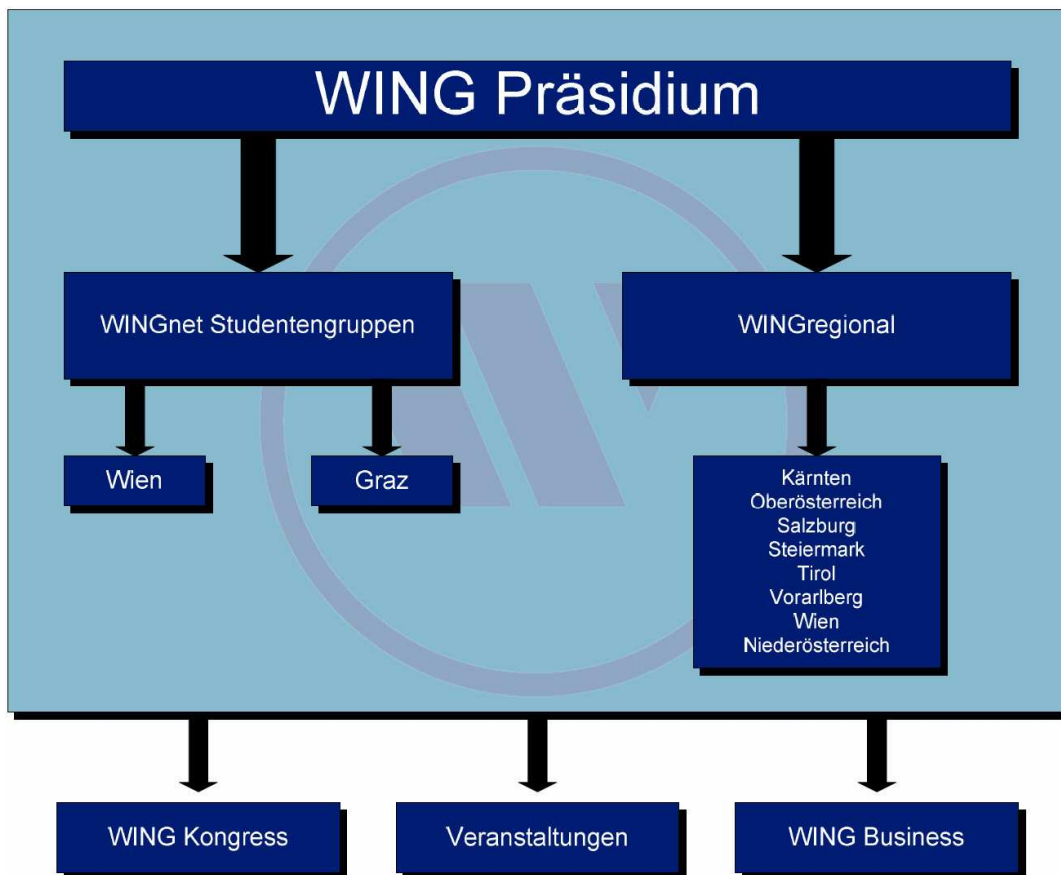 WING Präsidium
WINGnet Studentengruppen
WINGregional
Wien
Graz
Kärnten
Oberösterreich
Salzburg
Steiermark
Tirol
Vorarlberg
Wien
Niederösterreich
WING Kongress
Veranstaltungen
WING Business